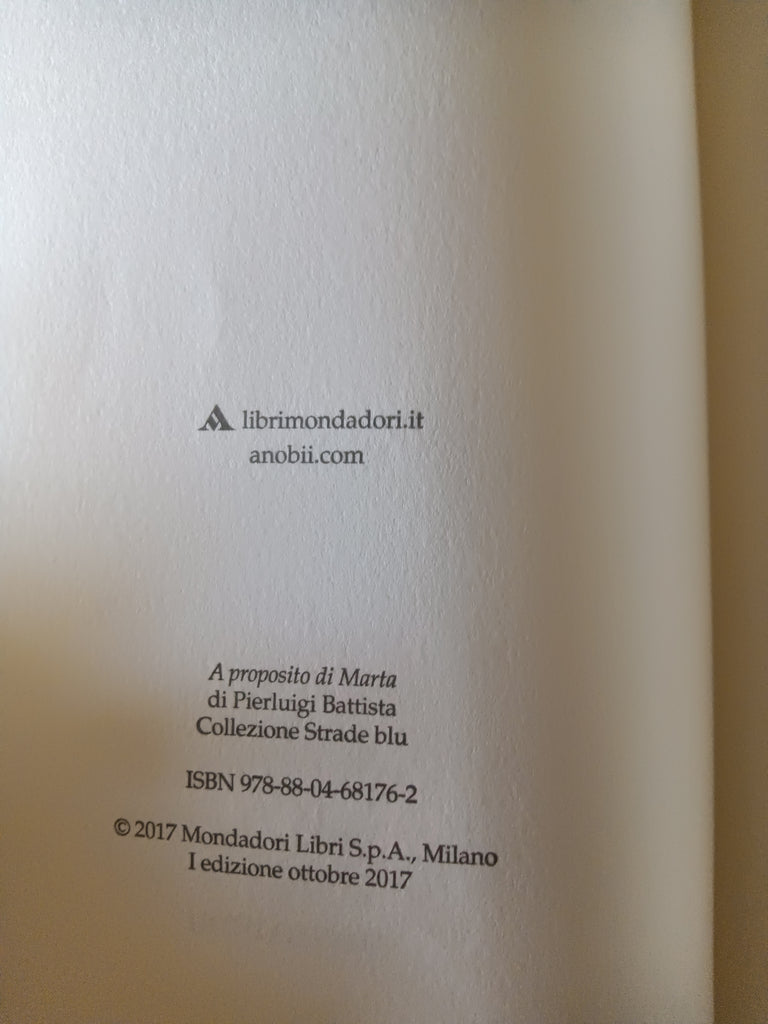 librimondadori.it
anobii.com
A proposito di Marta
di Pierluigi Battista
Collezione Strade blu
ISBN 978-88-04-68176-2
© 2017 Mondadori Libri S.p.A., Milano
I edizione ottobre 2017